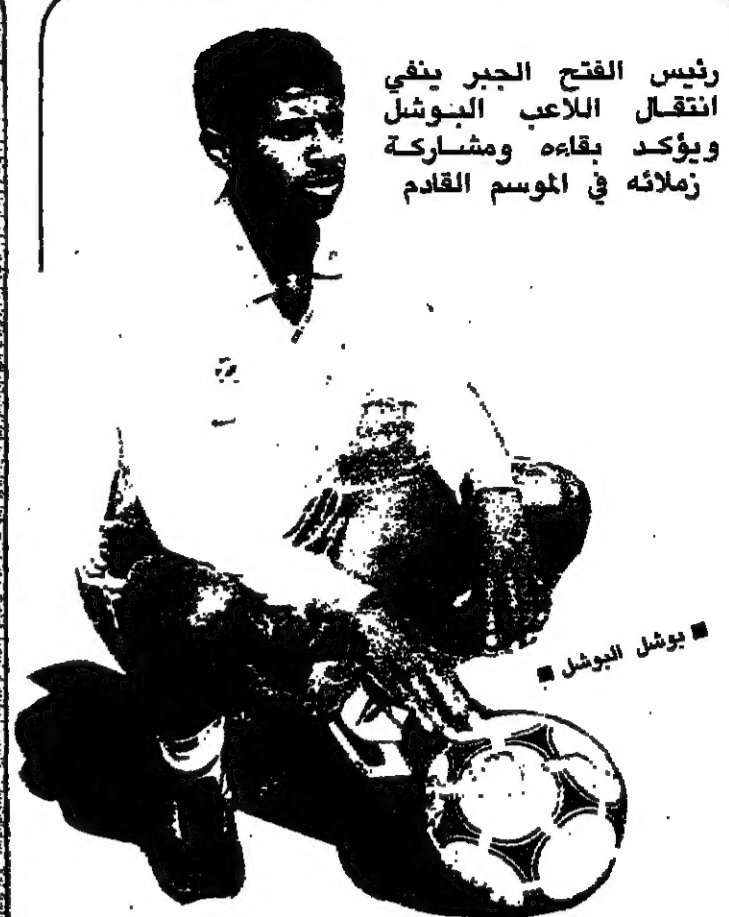 رئيس الفتح الجبر ينفي
انتقال اللاعب البوشل
ويؤكد بقاءه ومشاركة
زملائه في الموسم القادم
■ بوشل البوشل ■